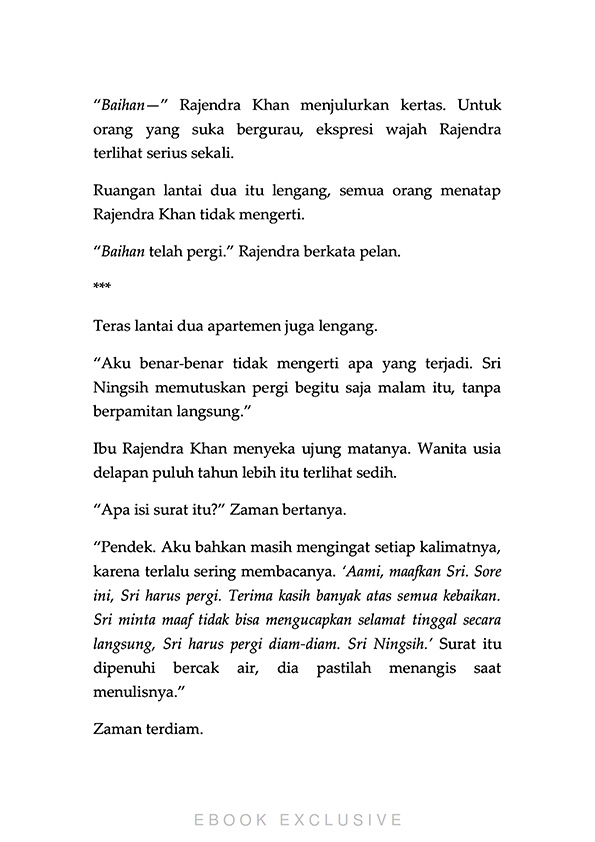 “Baihan—” Rajendra Khan menjulurkan kertas. Untuk
orang yang suka bergurau, ekspresi wajah Rajendra
terlihat serius sekali.
Ruangan lantai dua itu lengang, semua orang menatap
Rajendra Khan tidak mengerti.
“Baihan telah pergi.” Rajendra berkata pelan.
***
Teras lantai dua apartemen juga lengang.
“Aku benar-benar tidak mengerti apa yang terjadi. Sri
Ningsih memutuskan pergi begitu saja malam itu, tanpa
berpamitan langsung.”
Ibu Rajendra Khan menyeka ujung matanya. Wanita usia
delapan puluh tahun lebih itu terlihat sedih.
“Apa isi surat itu?” Zaman bertanya.
“Pendek. Aku bahkan masih mengingat setiap kalimatnya,
karena terlalu sering membacanya. ‘Aami, maafkan Sri. Sore
ini, Sri harus pergi. Terima kasih banyak atas semua kebaikan.
Sri minta maaf tidak bisa mengucapkan selamat tinggal secara
langsung, Sri harus pergi diam-diam. Sri Ningsih.’ Surat itu
dipenuhi bercak air, dia pastilah menangis saat
menulisnya.”
Zaman terdiam.
EBOOK EXCLUSIVE